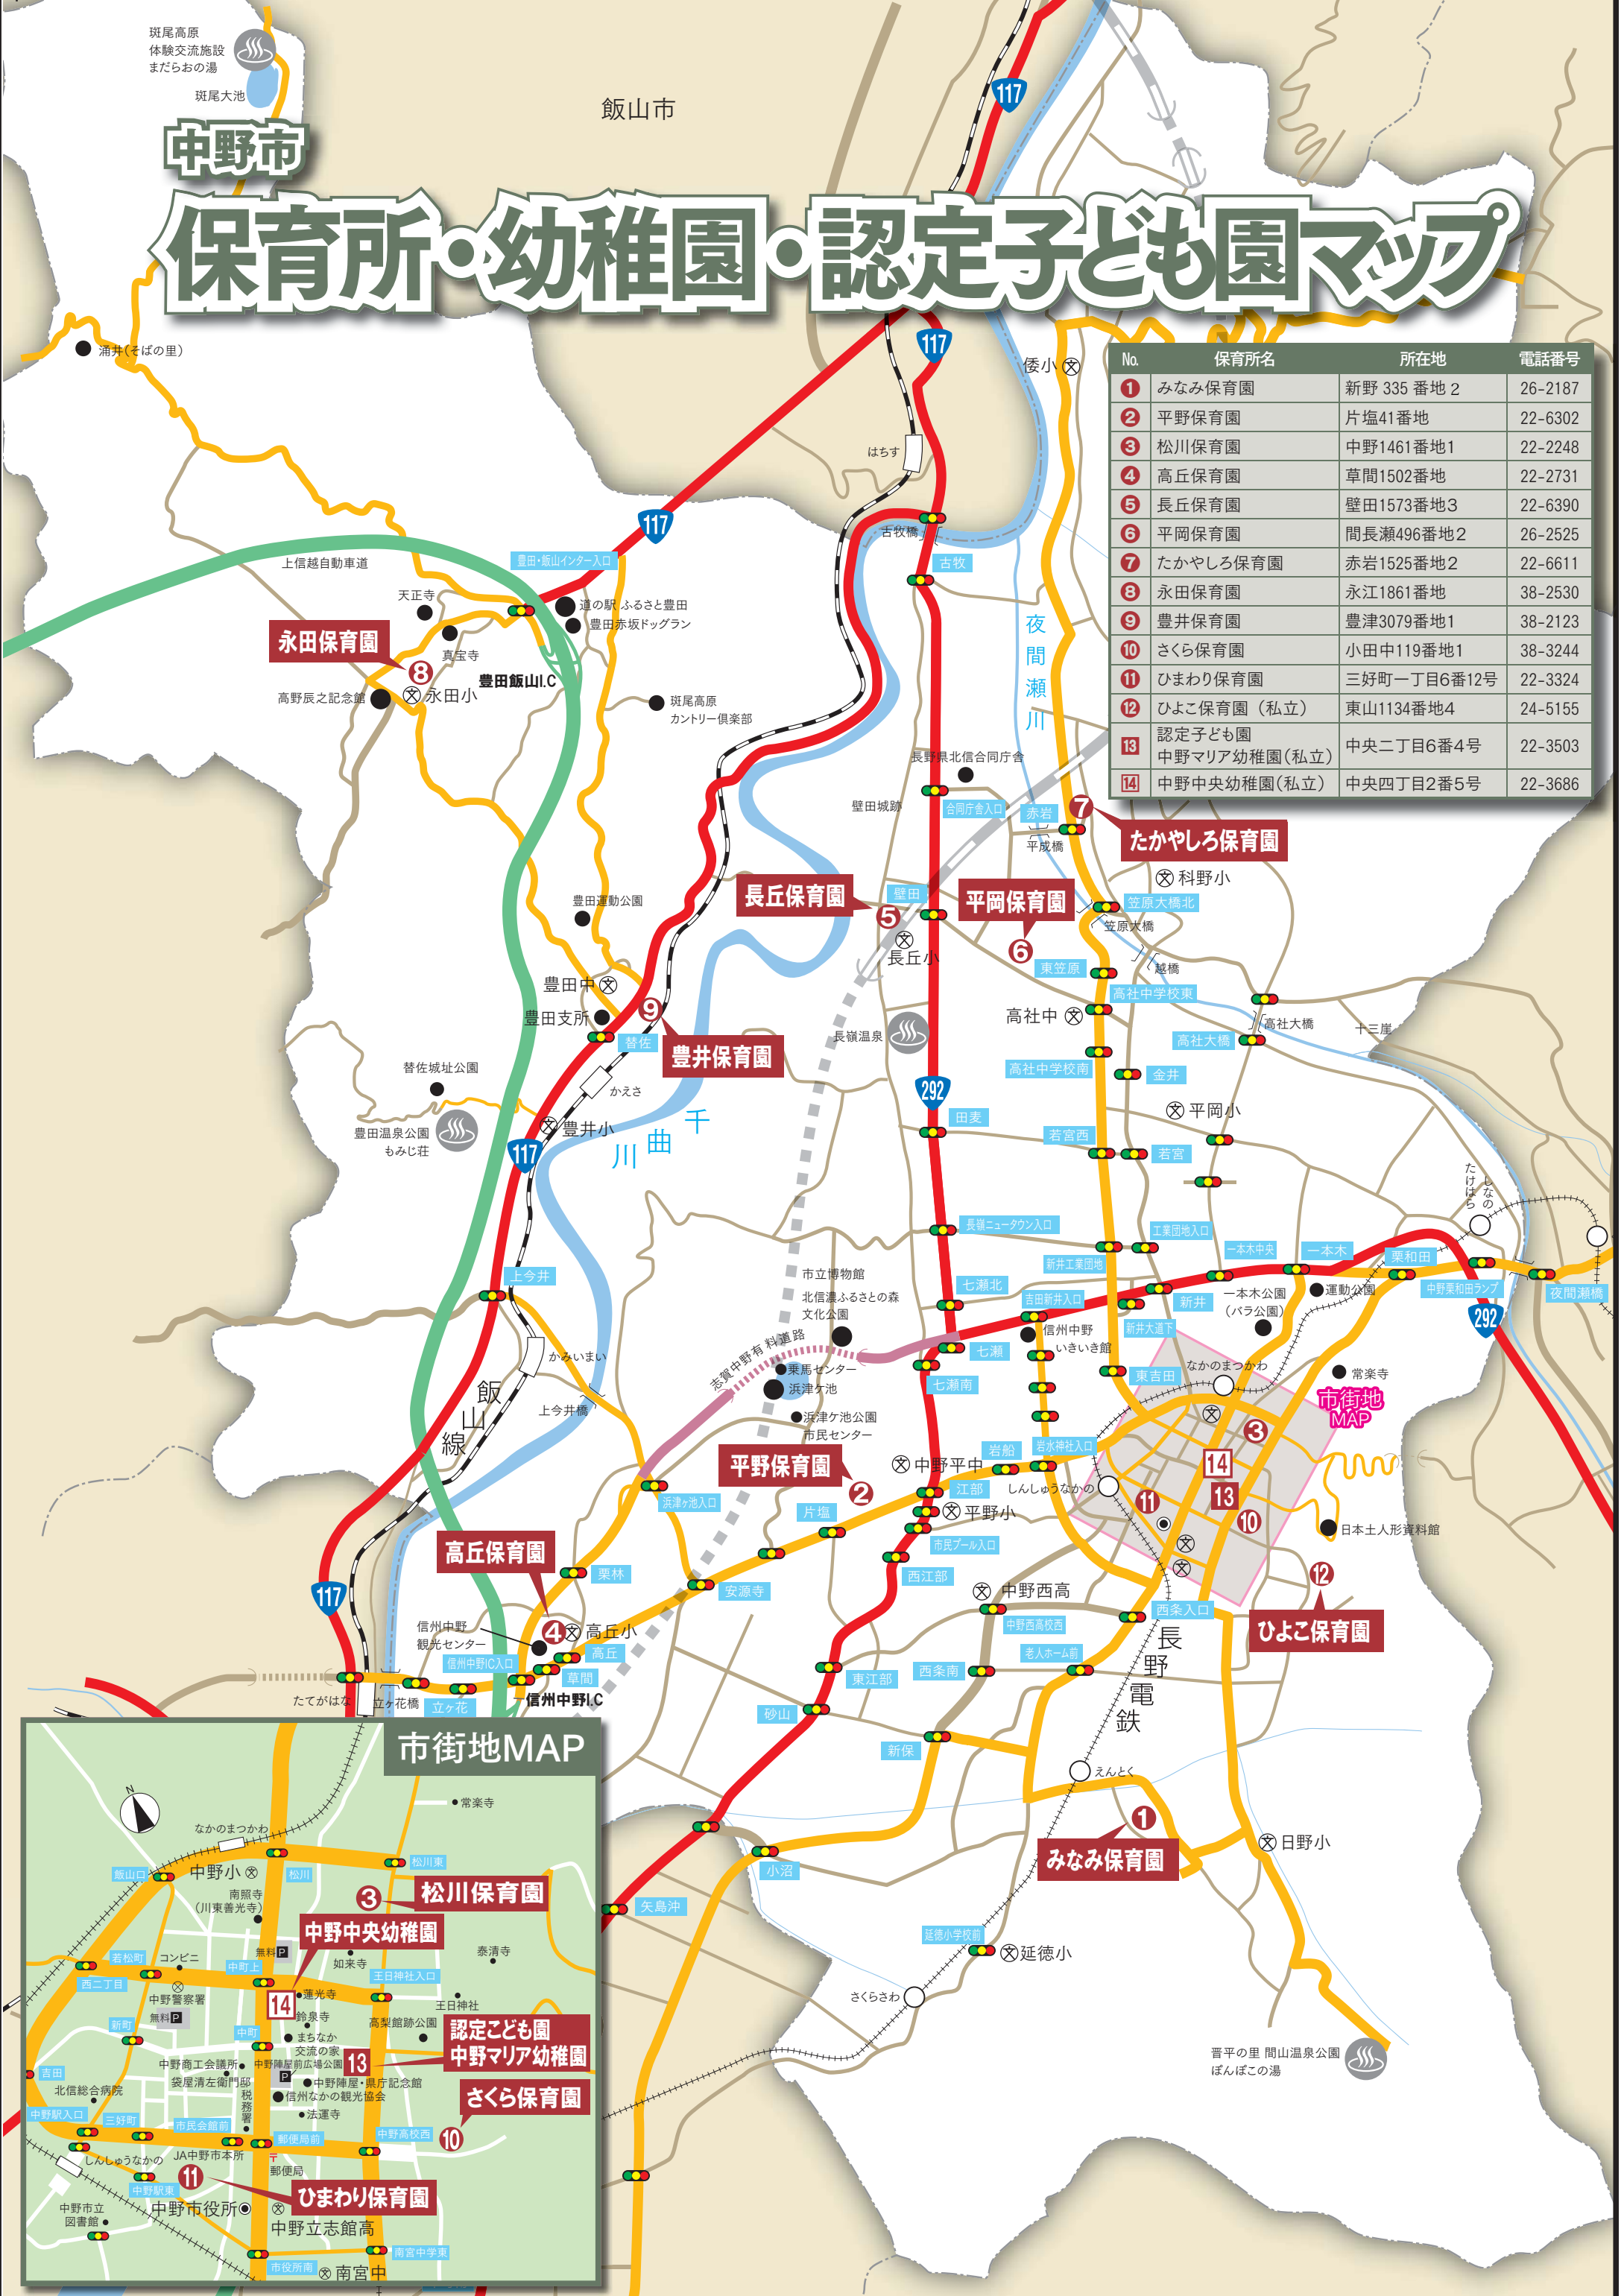 斑尾高原
体験交流施設
まだらおの湯
斑尾大池
飯山市
117
中野市
保育所・幼稚園・認定子ども園マップ
涌井(そばの里)
117
倭小
No. 保育所名 所在地 電話番号
1 みなみ保育園 新野 335 番地 2 26-2187
2 平野保育園 片塩41番地 22-6302
3 松川保育園 中野1461番地1 22-2248
4 高丘保育園 草間1502番地 22-2731
5 長丘保育園 壁田1573番地3 22-6390
6 平岡保育園 間長瀬496番地2 26-2525
7 たかやしろ保育園 赤岩1525番地2 22-6611
8 永田保育園 永江1861番地 38-2530
9 豊井保育園 豊津3079番地1 38-2123
10 さくら保育園 小田中119番地1 38-3244
11 ひまわり保育園 三好町一丁目6番12号 22-3324
12 ひよこ保育園(私立) 東山1134番地4 24-5155
13 認定子ども園
中野マリア幼稚園(私立) 中央二丁目6番4号 22-3503
14 中野中央幼稚園(私立) 中央四丁目2番5号 22-3686
はちす
117
古牧橋
古牧
上信越自動車道
豊田・飯山インター入口
天正寺
道の駅 ふるさと豊田
豊田赤坂ドッグラン
永田保育園
真宝寺
8
豊田飯山I.C
高野辰之記念館
永田小
斑尾高原
カントリー倶楽部
夜間瀬川
長野県北信合同庁舎
壁田城跡
合同庁舎入口
赤岩
7
平成橋
たかやしろ保育園
科野小
長丘保育園
壁田
5
平岡保育園
笠原大橋北
笠原大橋
豊田運動公園
長丘小
6
東笠原
越橋
豊田中
高社中学校東
9
高社中
豊田支所
替佐
豊井保育園
長嶺温泉
高社大橋
高社大橋
十三崖
高社中学校南
金井
替佐城址公園
かえさ
292
田麦
平岡小
豊田温泉公園
もみじ荘
豊井小
千曲川
117
若宮西
若宮
しなの
たけはら
長嶺ニュータウン入口
工業団地入口
新井工業団地
一本木中央
一本木
栗和田
上今井
市立博物館
北信濃ふるさとの森
文化公園
七瀬北
吉田新井入口
新井
一本木公園
(バラ公園)
運動公園
中野栗和田ランプ
夜間瀬橋
292
信州中野
いきいき館
新井大道下
志賀中野有料道路
七瀬
かみいまい
乗馬センター
浜津ケ池
七瀬南
東吉田
なかのまつかわ
常楽寺
市街地
MAP
飯山線
上今井橋
浜津ケ池公園
市民センター
3
平野保育園
2
中野平中
岩船
岩水神社入口
14
浜津ヶ池入口
江部
しんしゅうなかの
13
11
10
片塩
平野小
日本土人形資料館
高丘保育園
市民プール入口
西江部
栗林
安源寺
12
117
中野西高
西条入口
ひよこ保育園
信州中野
観光センター
4
高丘小
中野西高校西
信州中野IC入口
高丘
老人ホーム前
草間
東江部
西条南
長野電鉄
たてがはな
立ヶ花橋
立ヶ花
信州中野I.C
砂山
市街地MAP
新保
えんとく
N
常楽寺
1
なかのまつかわ
みなみ保育園
日野小
飯山口
中野小
松川
松川東
小沼
南照寺
(川東善光寺)
3
松川保育園
矢島沖
中野中央幼稚園
延徳小学校前
若松町
コンビニ
無料P
如来寺
泰清寺
延徳小
西二丁目
中町上
王日神社入口
中野警察署
14
蓮光寺
王日神社
さくらさわ
無料P
鈴泉寺
高梨館跡公園
新町
中町
まちなか
交流の家
認定こども園
中野マリア幼稚園
中野商工会議所
中野陣屋前広場公園
13
晋平の里 間山温泉公園
ぽんぽこの湯
吉田
袋屋清左衛門邸
P
中野陣屋・県庁記念館
北信総合病院
税務署
信州なかの観光協会
さくら保育園
中野駅入口
三好町
市民会館前
法運寺
郵便局前
中野高校西
10
しんしゅうなかの
JA中野市本所
〒
郵便局
中野駅東
11
ひまわり保育園
中野市立
図書館
中野市役所
中野立志館高
市役所南
南宮中学東
南宮中